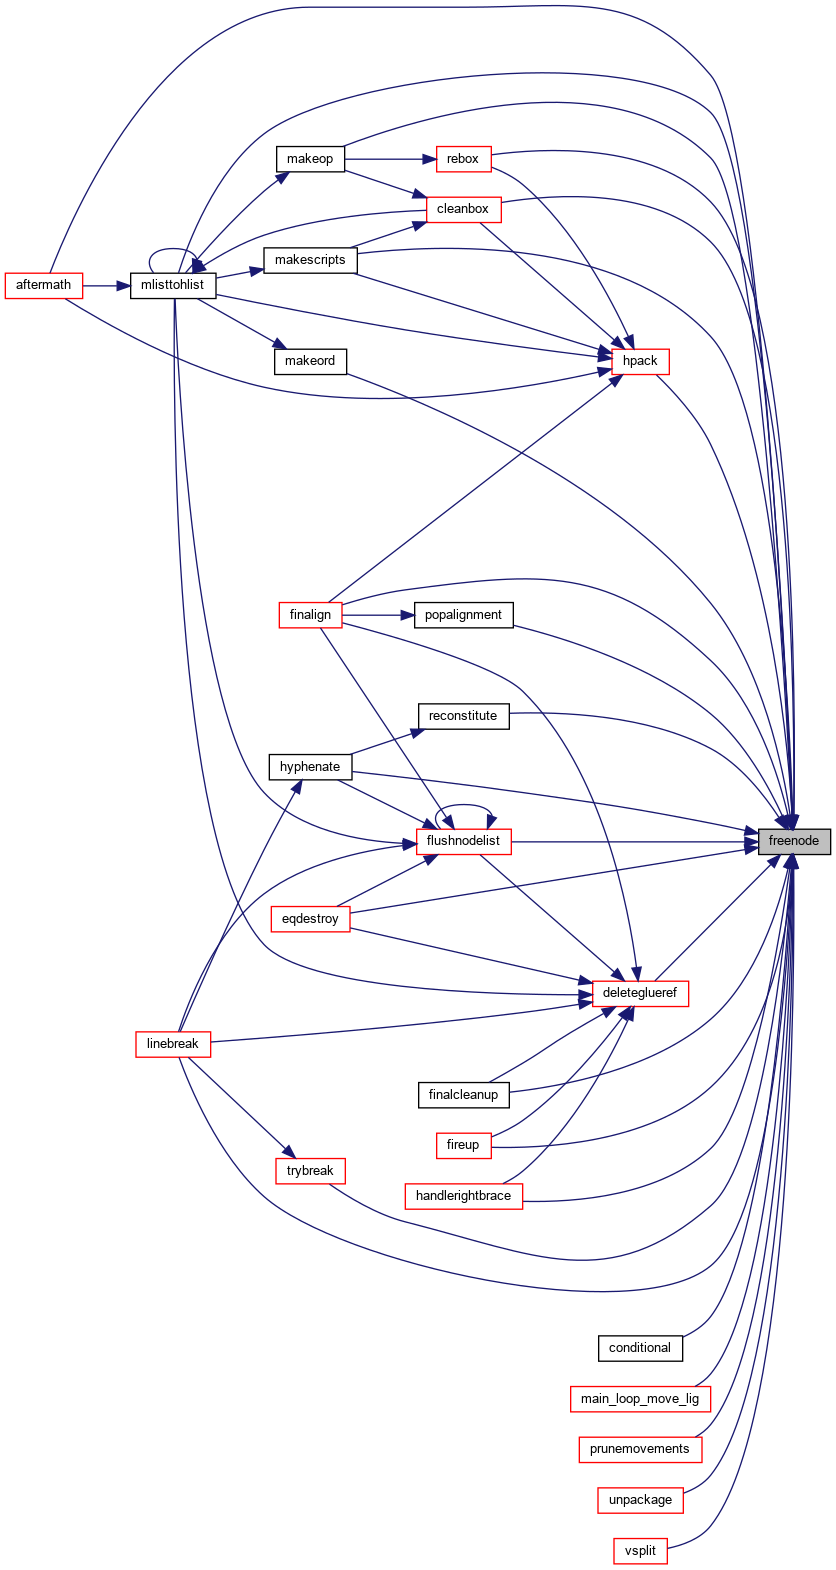 makeop
rebox
cleanbox
makescripts
aftermath
mlisttohlist
makeord
hpack
finalign
popalignment
reconstitute
hyphenate
flushnodelist
freenode
eqdestroy
deleteglueref
linebreak
finalcleanup
fireup
trybreak
handlerightbrace
conditional
main_loop_move_lig
prunemovements
unpackage
vsplit